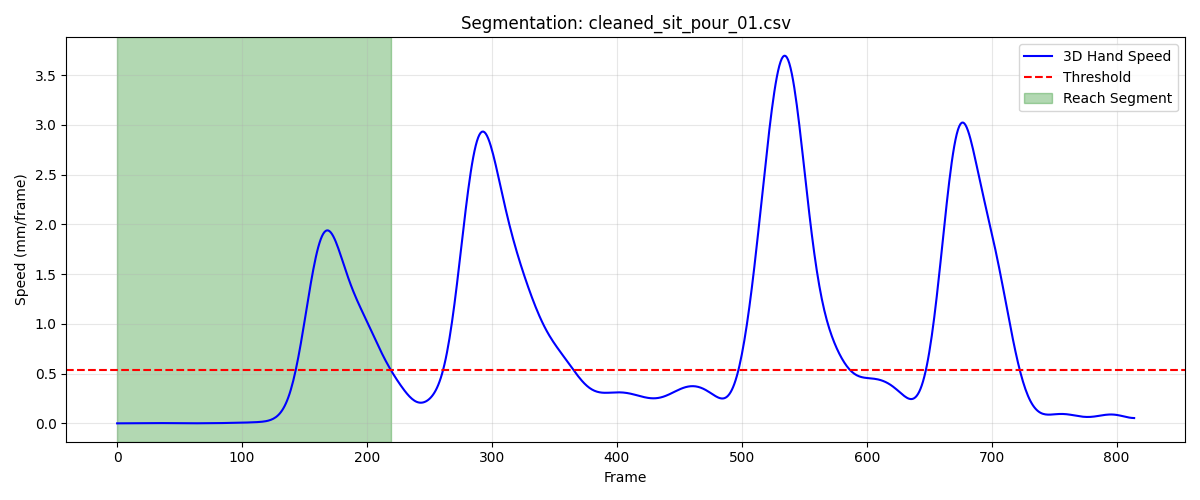 Segmentation: cleaned_sit_pour_01.csv
3D Hand Speed
Threshold
Reach Segment
Speed (mm/frame)
3.5
3.0
2.5
2.0
1.5
1.0
0.5
0.0
0 100 200 300 400 500 600 700 800
Frame